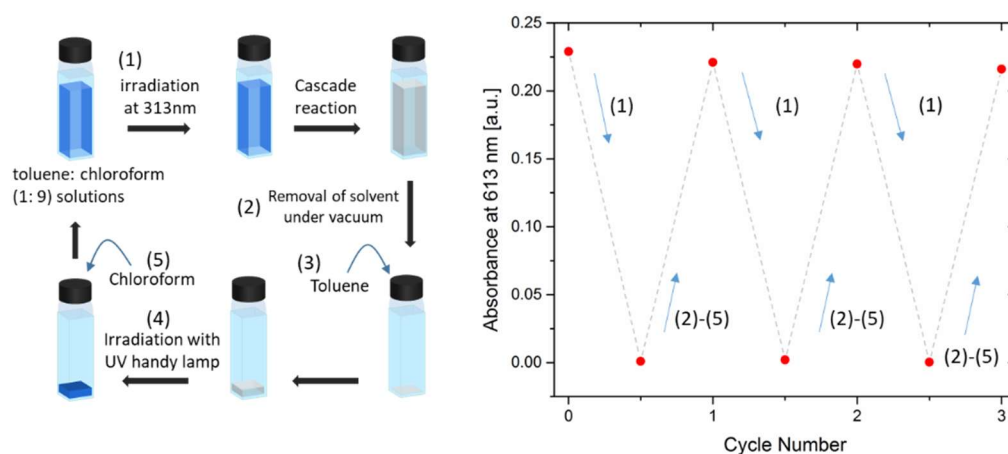 (1)
irradiation
at 313nm
Cascade
reaction
toluene: chloroform
(1: 9) solutions
(2)
Removal of solvent
under vacuum
(3)
Toluene
(5)
Chloroform
(4)
Irradiation with
UV handy lamp
Absorbance at 613 nm [a.u.]
0.25
0.20
0.15
0.10
0.05
0.00
(1)
(1)
(1)
(2)-(5)
(2)-(5)
(2)-(5)
0
1
2
3
Cycle Number